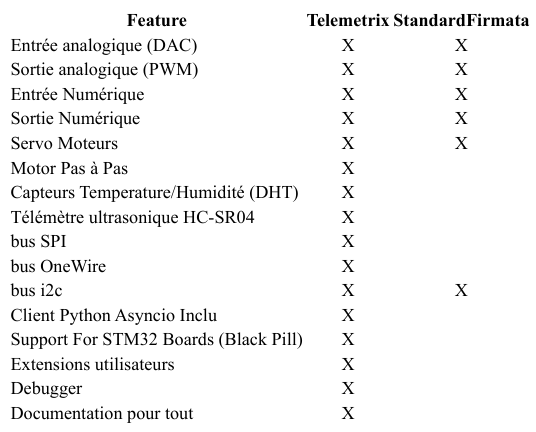 Feature Telemetrix StandardFirmata
Entrée analogique (DAC) X X
Sortie analogique (PWM) X X
Entrée Numérique X X
Sortie Numérique X X
Servo Moteurs X X
Motor Pas à Pas X
Capteurs Temperature/Humidité (DHT) X
Télémètre ultrasonique HC-SR04 X
bus SPI X
bus OneWire X
bus i2c X X
Client Python Asyncio Inclu X
Support For STM32 Boards (Black Pill) X
Extensions utilisateurs X
Debugger X
Documentation pour tout X